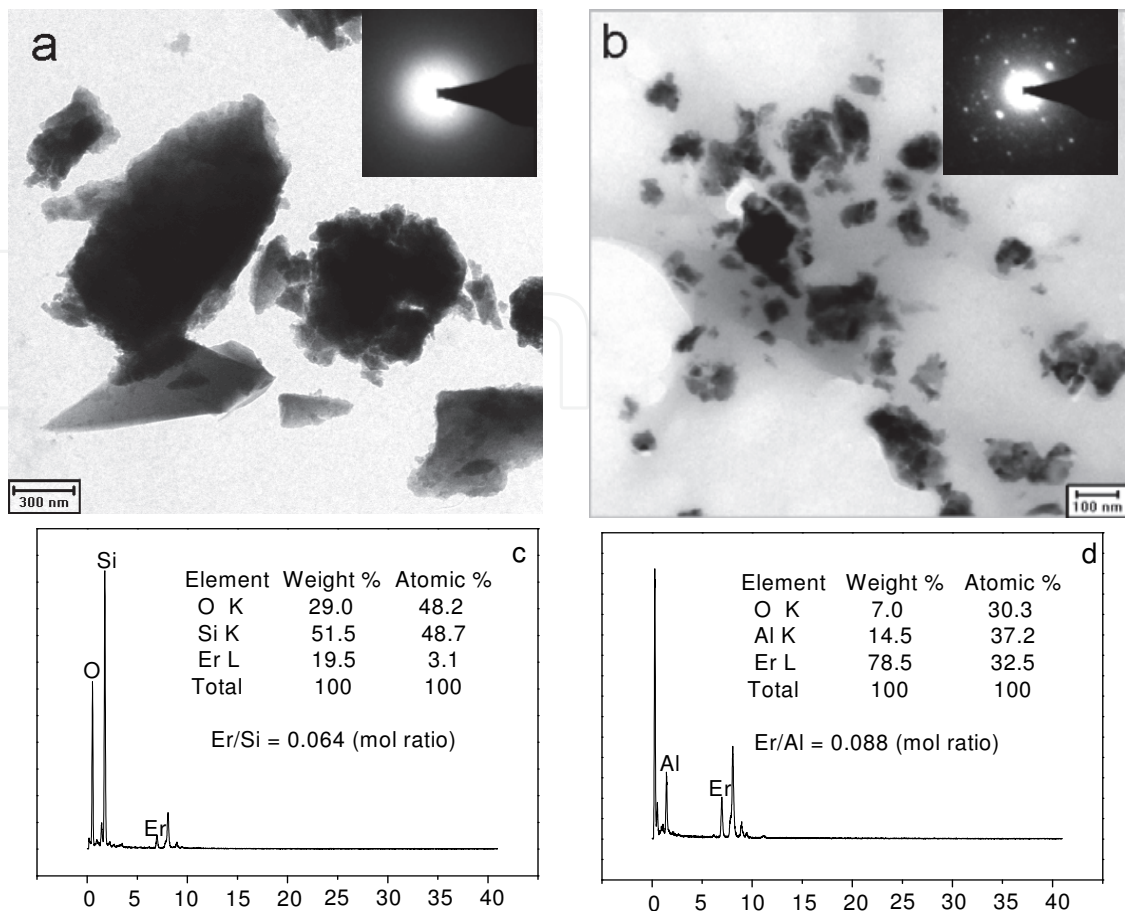 a
b
300 nm
100 nm
c
Si
O
Er
Element Weight % Atomic %
O K 29.0 48.2
Si K 51.5 48.7
Er L 19.5 3.1
Total 100 100
Er/Si = 0.064 (mol ratio)
0 5 10 15 20 25 30 35 40
d
Al
Er
Element Weight % Atomic %
O K 7.0 30.3
Al K 14.5 37.2
Er L 78.5 32.5
Total 100 100
Er/Al = 0.088 (mol ratio)
0 5 10 15 20 25 30 35 40